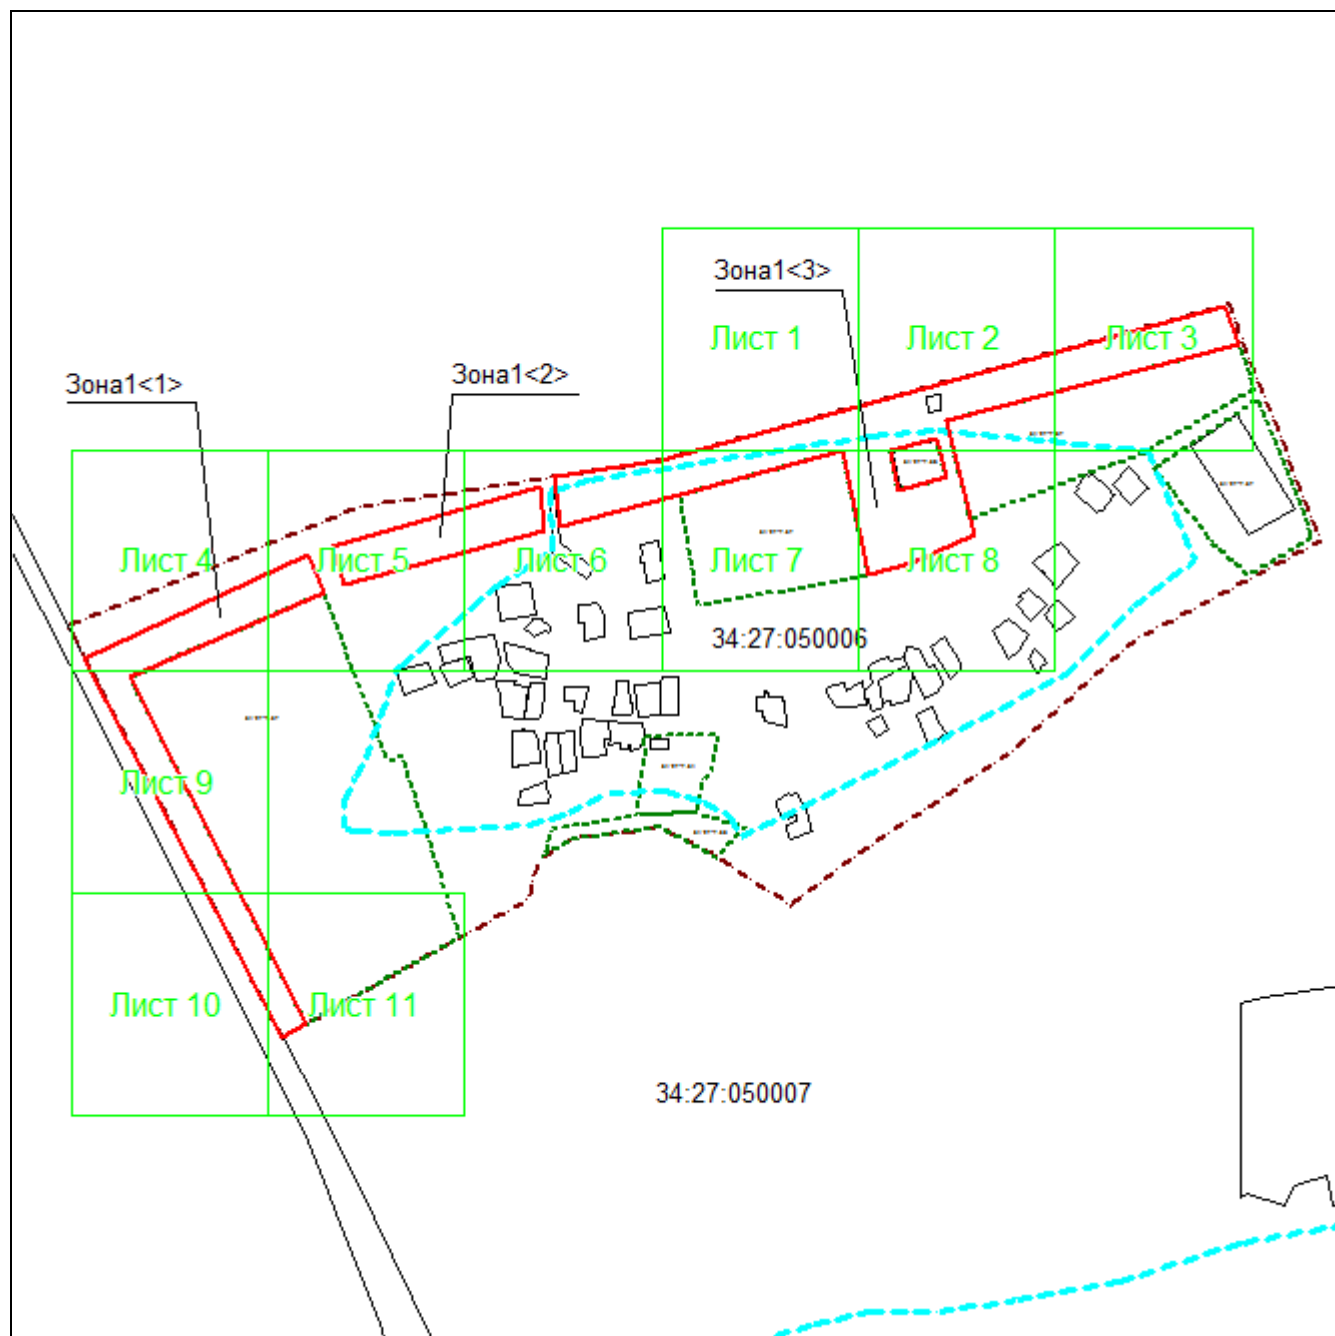 Зона1<3>
Лист 1
Лист 2
Лист 3
Зона1<2>
Зона1<1>
Лист 4
Лист 5
Лист 6
Лист 7
Лист 8
34:27:050006
Лист 9
Лист 10
Лист 11
34:27:050007